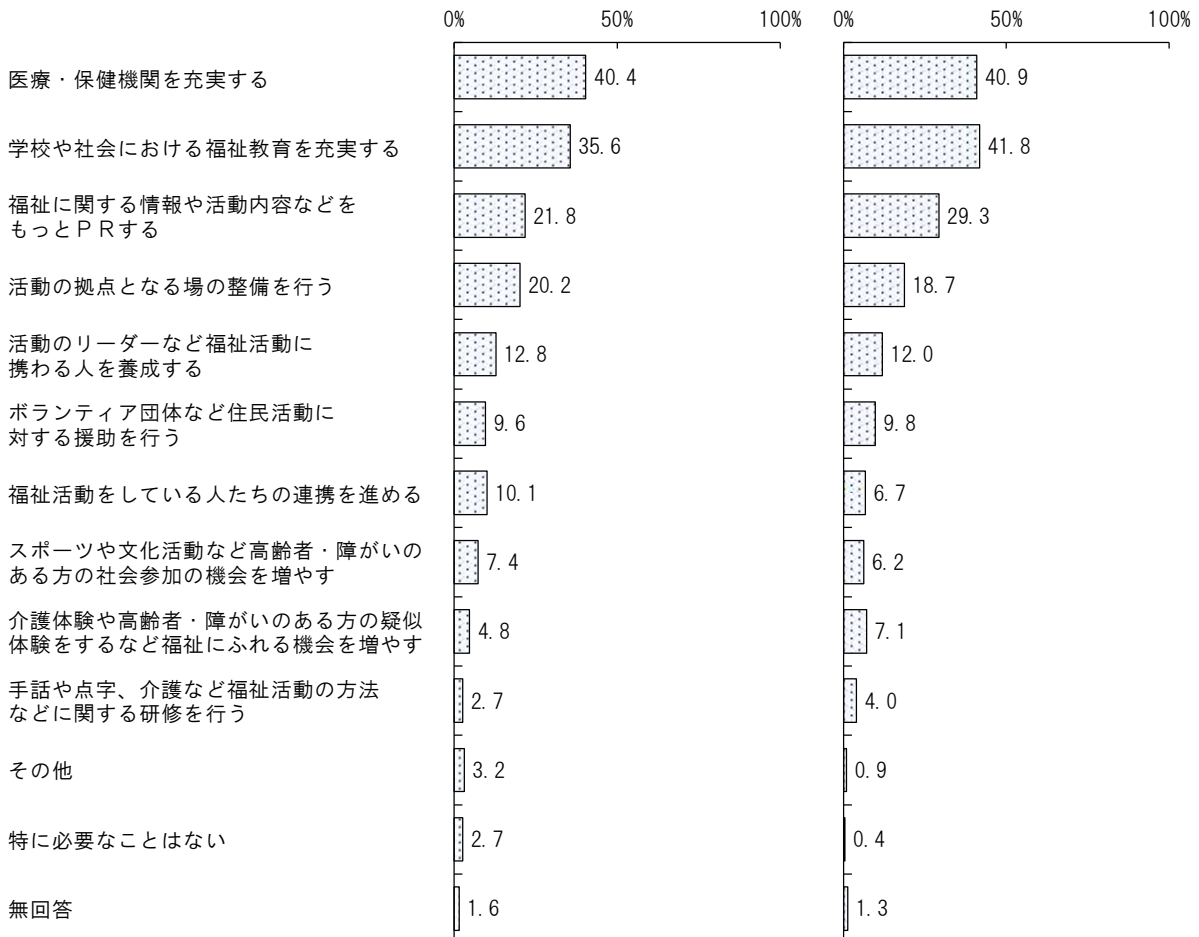 0% 50% 100% 0% 50% 100%
医療・保健機関を充実する 40.4 40.9
学校や社会における福祉教育を充実する 35.6 41.8
福祉に関する情報や活動内容などを
もっとＰＲする 21.8 29.3
活動の拠点となる場の整備を行う 20.2 18.7
活動のリーダーなど福祉活動に
携わる人を養成する 12.8 12.0
ボランティア団体など住民活動に
対する援助を行う 9.6 9.8
福祉活動をしている人たちの連携を進める 10.1 6.7
スポーツや文化活動など高齢者・障がいの
ある方の社会参加の機会を増やす 7.4 6.2
介護体験や高齢者・障がいのある方の疑似
体験をするなど福祉にふれる機会を増やす 4.8 7.1
手話や点字、介護など福祉活動の方法
などに関する研修を行う 2.7 4.0
その他 3.2 0.9
特に必要なことはない 2.7 0.4
無回答 1.6 1.3